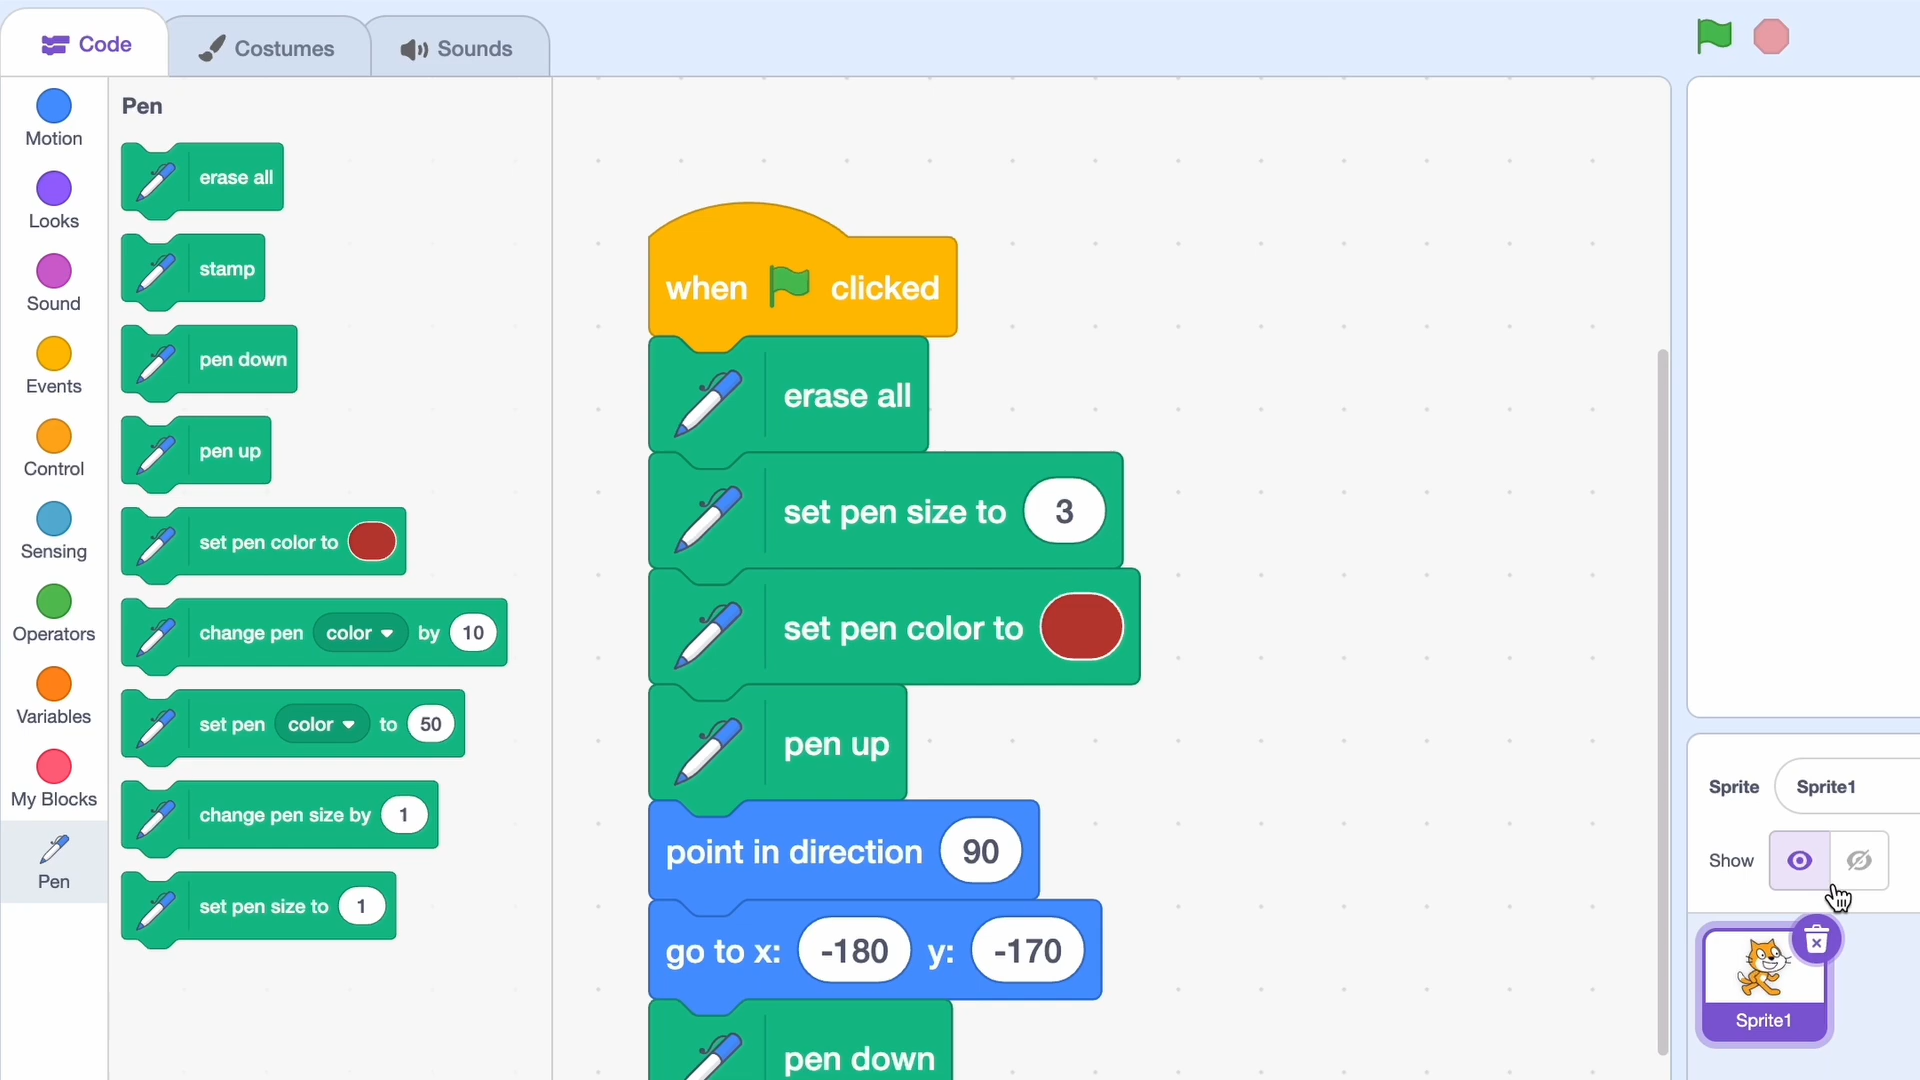 Code
Costumes
Sounds
Motion
Looks
Sound
Events
Control
Sensing
Operators
Variables
My Blocks
Pen
Pen
erase all
stamp
pen down
pen up
set pen color to
change pen color by 10
set pen color to 50
change pen size by 1
set pen size to 1
when clicked
erase all
set pen size to 3
set pen color to
pen up
point in direction 90
go to x: -180 y: -170
pen down
Sprite Sprite1
Show
Sprite1